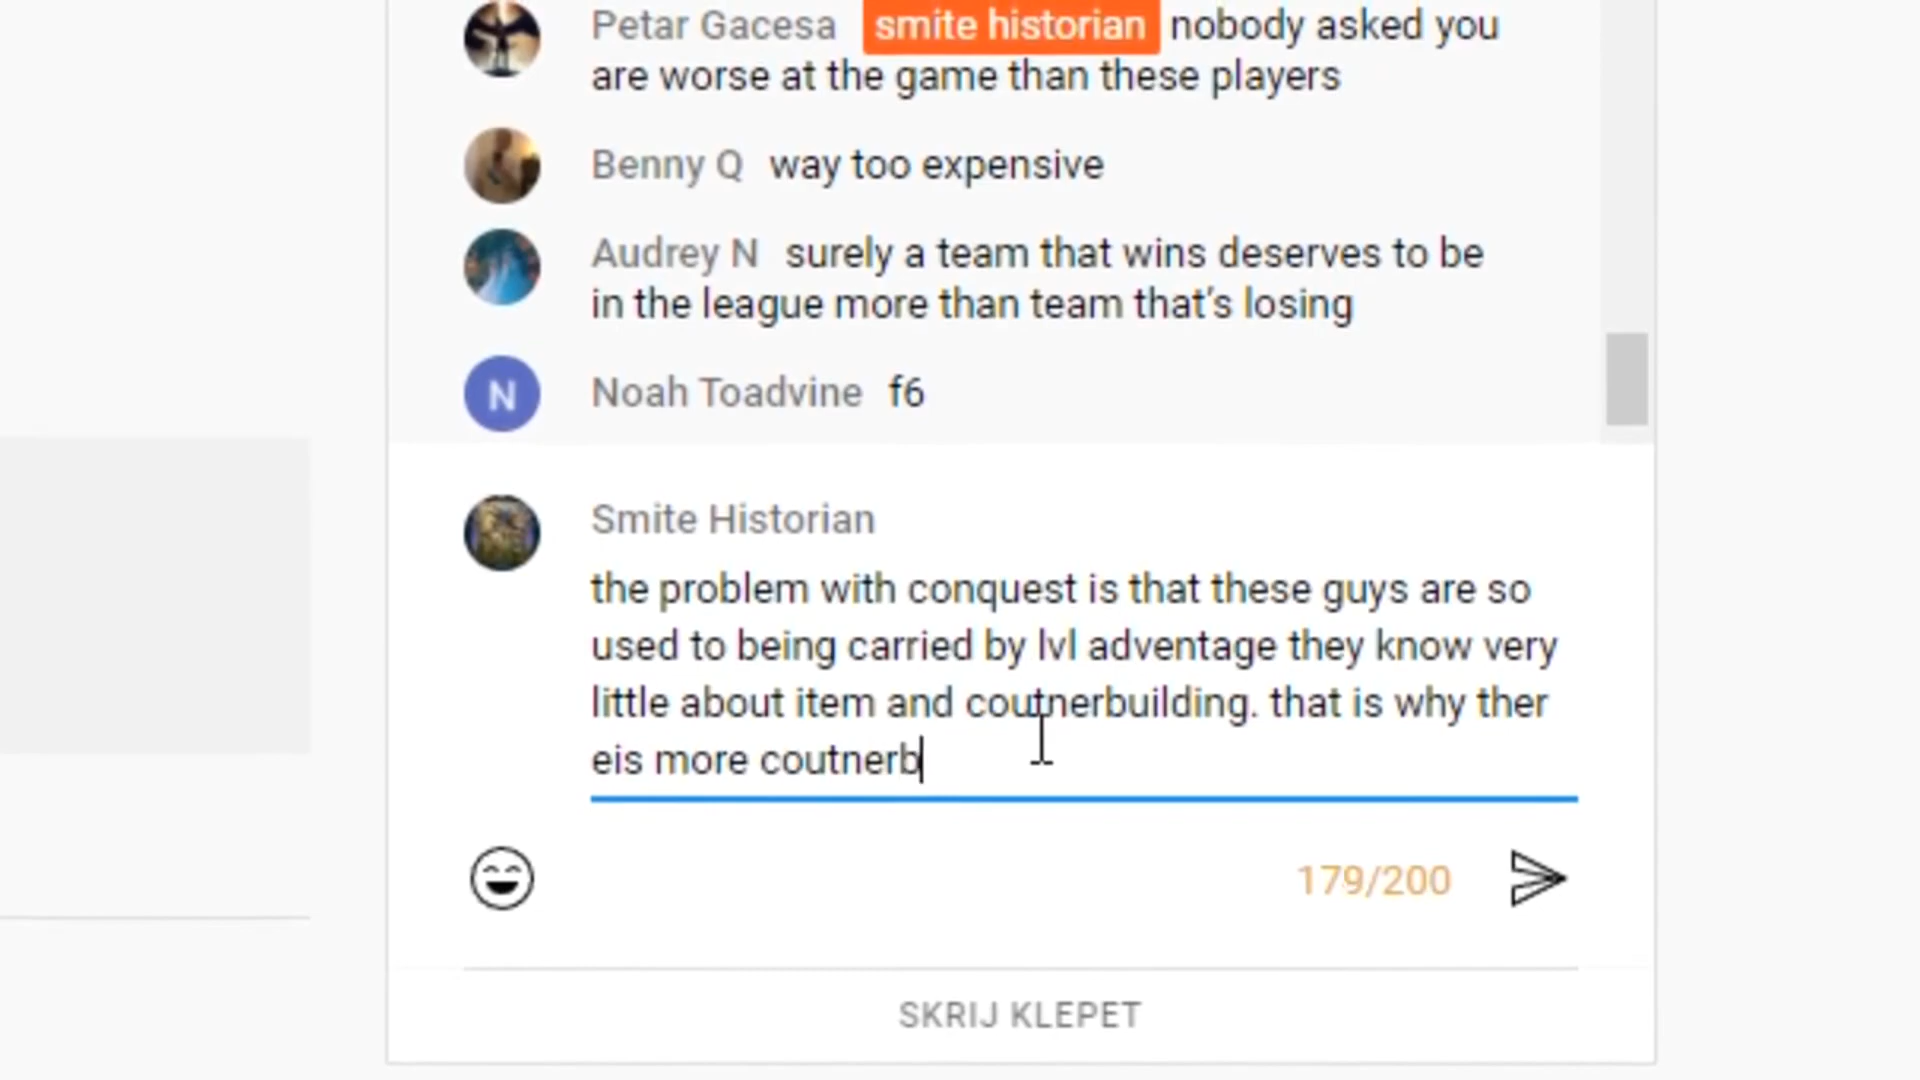 Petar Gacesa smite historian nobody asked you
are worse at the game than these players
Benny Q way too expensive
Audrey N surely a team that wins deserves to be
in the league more than team that's losing
N
Noah Toadvine f6
Smite Historian
the problem with conquest is that these guys are so
used to being carried by lvl adventage they know very
little about item and coutnerbuilding. that is why ther
eis more coutnerb
179/200
SKRIJ KLEPET